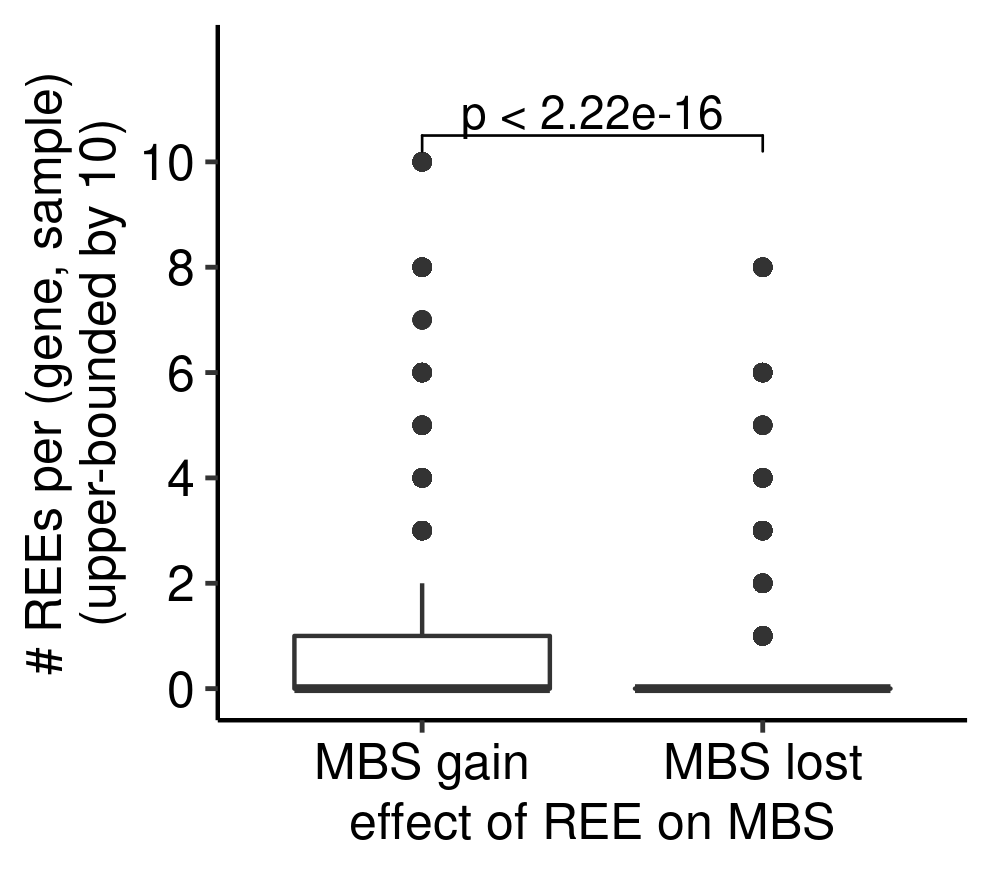 # REEs per (gene, sample)
(upper-bounded by 10)
p < 2.22e-16
10
8
6
4
2
0
MBS gain
MBS lost
effect of REE on MBS